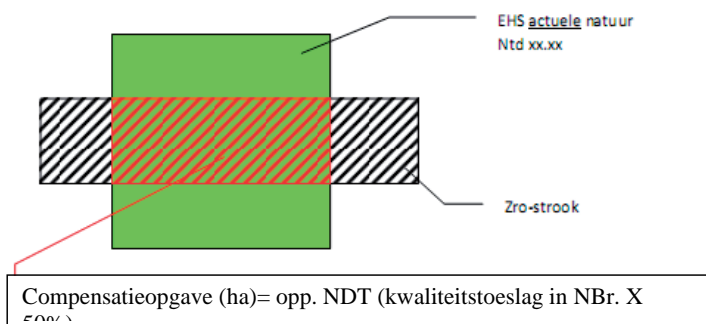 EHS actuele natuur
Ntd xx.xx
Zro-strook
Compensatieopgave (ha)= opp. NDT (kwaliteitstoeslag in NBr. X
50%)